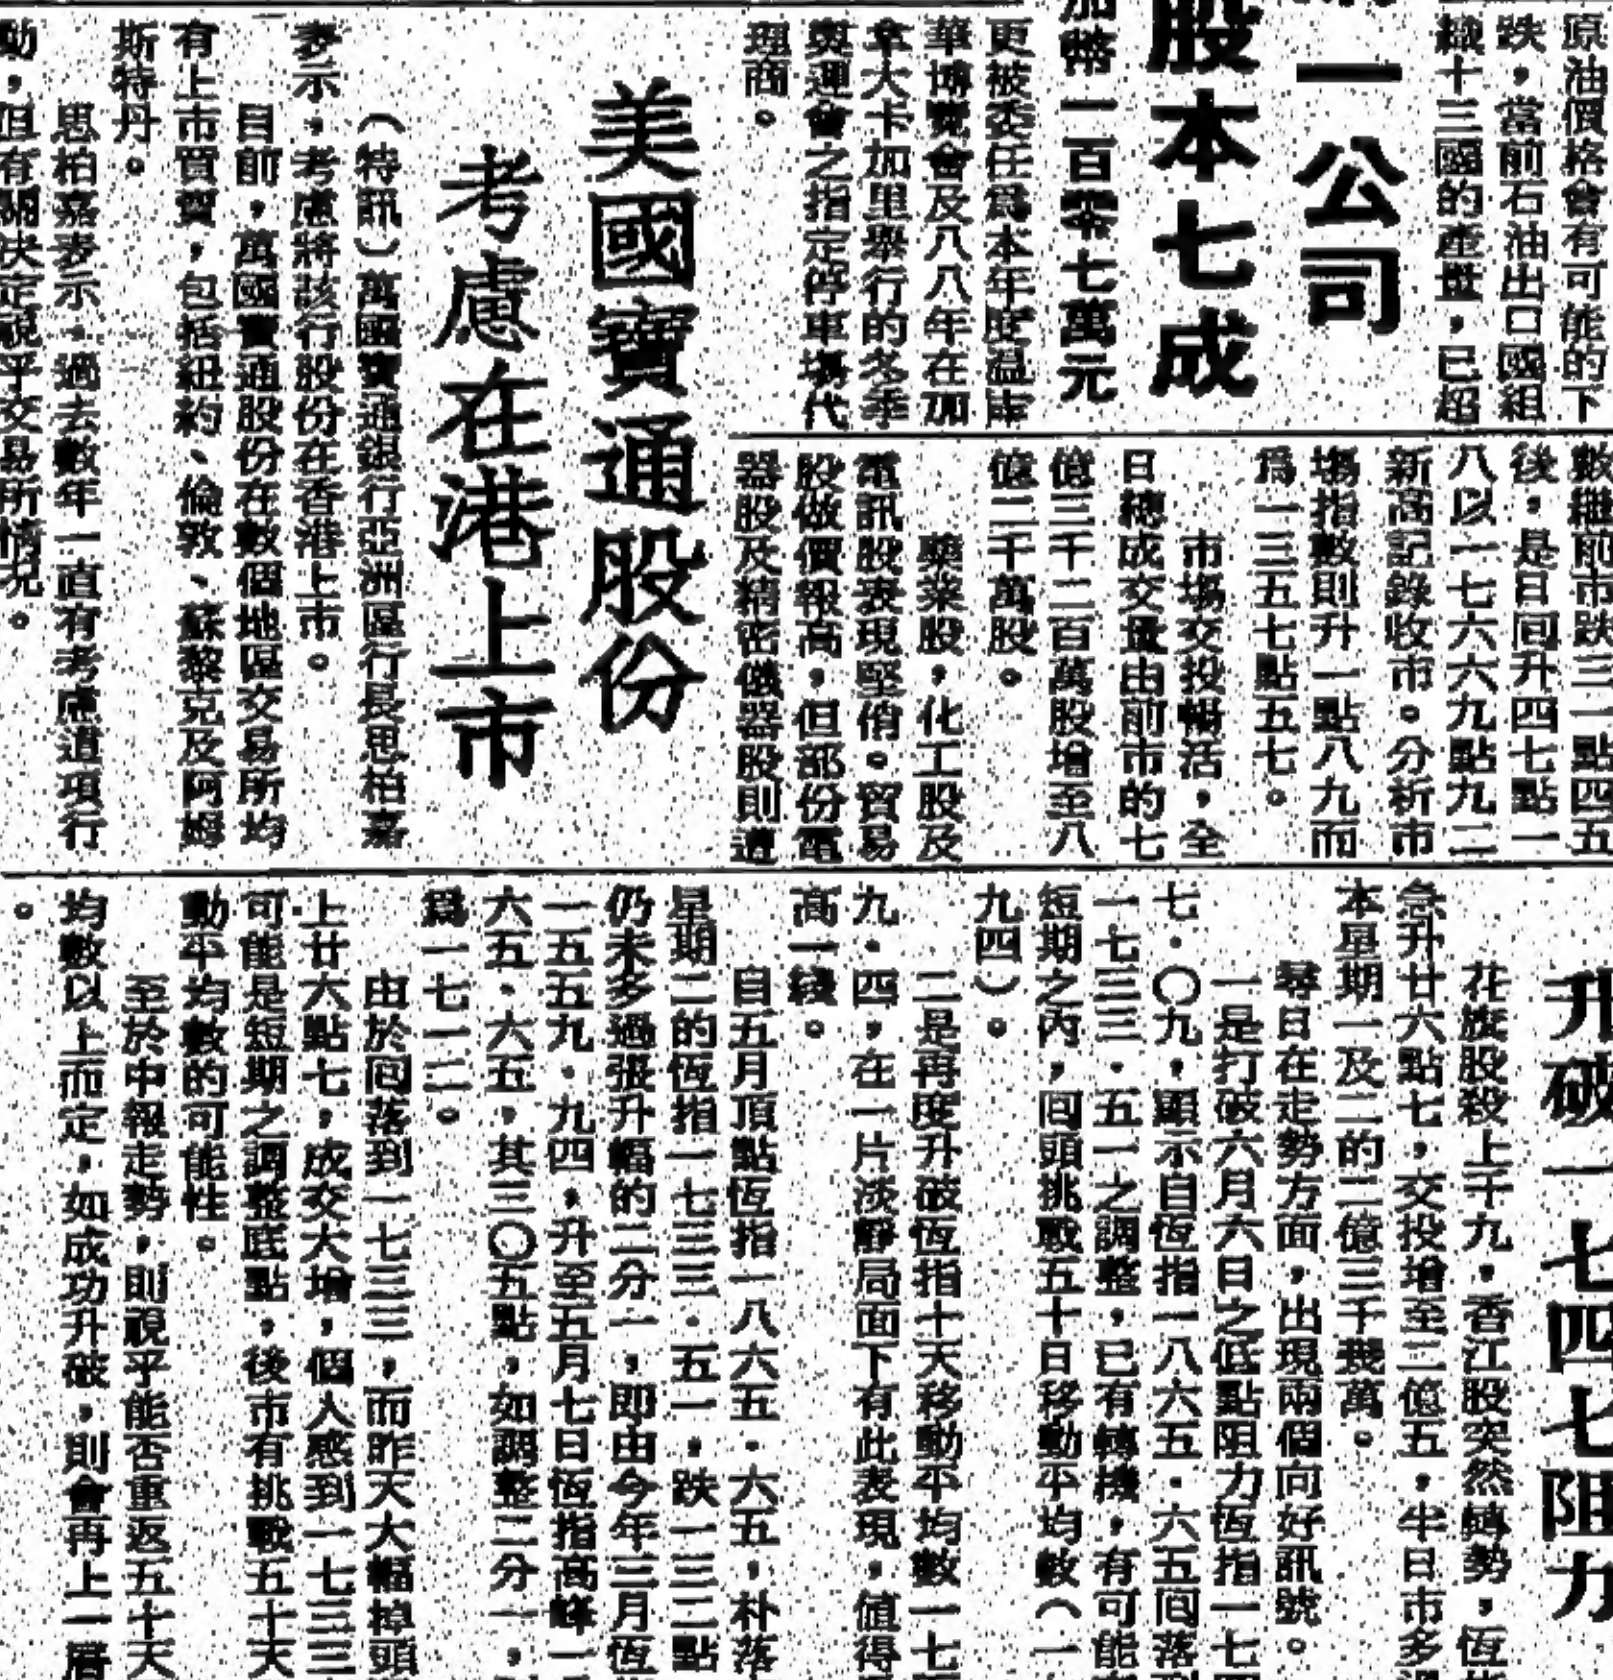 原油價格會有可能的下
跌，當前石油出口國組
織十三國的產量，已超
一公司
股本七成
加幣一百零七萬元
更被委任為本年度溫哥
華博覽會及八八年在加
拿大卡加里舉行的冬季
奧運會之指定停車場代
理商。
數繼前市跌三一點四五
後，是日回升四七點一
八以一七六六九點九二
新高記錄收市。分析市
場指數則升一點八九而
為一三五七點五七。
市場交投暢活，全
日總成交量由前市的七
億三千二百萬股增至八
億二千萬股。
藥業股，化工股及
電訊股表現堅俏。貿易
股做價報高，但部份電
器股及精密儀器股則遭
美國寶通股份
考慮在港上市
（特訊）萬國寶通銀行亞洲區行長思柏嘉
表示，考慮將該行股份在香港上市。
目前，萬國寶通股份在數個地區交易所均
有上市買賣，包括紐約、倫敦、蘇黎克及阿姆
斯特丹。
思柏嘉表示，過去數年一直有考慮這項行
動，但有關決定視乎交易所情況。
升破一七四七阻力
花旗股殺上千九，香江股突然轉勢，恆
急升廿六點七，交投增至二億五，半日市多
本星期一及二的二億三千幾萬。
尋日在走勢方面，出現兩個向好訊號。
一是打破六月六日之低點阻力恆指一七四
七．〇九，顯示自恆指一八六五．六五回落到
一七三三．五一之調整，已有轉機，有可能
短期之內，回頭挑戰五十日移動平均數（一
九四）。
二是再度升破恆指十天移動平均數一七
九．四，在一片淡靜局面下有此表現，值得
高一綫。
自五月頂點恆指一八六五．六五，朴落
星期二的恆指一七三三．五一，跌一三二點
仍未多過張升幅的二分一，即由今年三月恆
一五五九．九四，升至五月七日恆指高峰一
六五．六五，其三〇五點，如調整二分一，
為一七一二。
由於回落到一七三三，而昨天大幅掉頭
上廿六點七，成交大增，個人感到一七三三
可能是短期之調整底點，後市有挑戰五十天
動平均數的可能性。
至於中報走勢，則視乎能否重返五十天
均數以上而定，如成功升破，則會再上一層
。